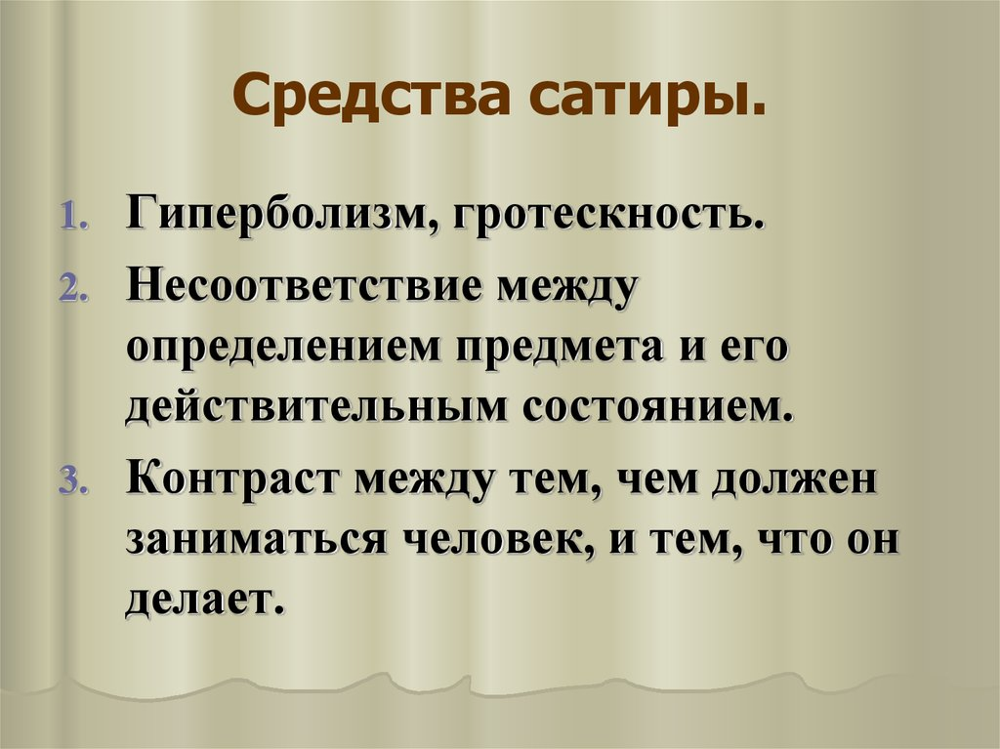 Средства сатиры.
1. Гиперболизм, гротескность.
2. Несоответствие между
определением предмета и его
действительным состоянием.
3. Контраст между тем, чем должен
заниматься человек, и тем, что он
делает.